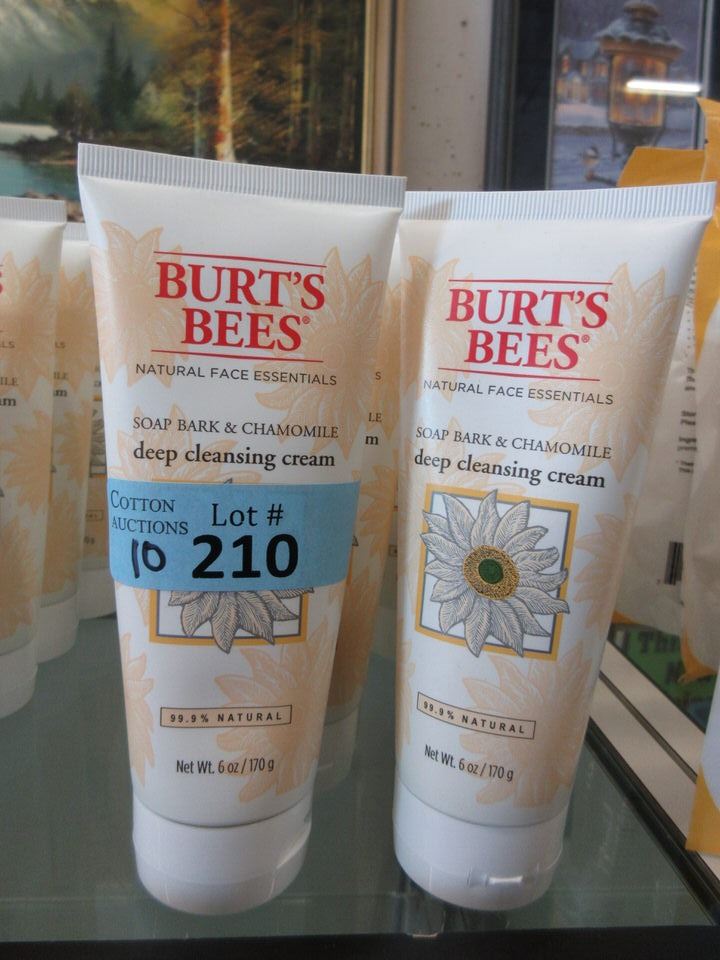 BURT'S
BEES®
NATURAL FACE ESSENTIALS
SOAP BARK & CHAMOMILE
deep cleansing cream
COTTON
AUCTIONS
Lot #
10
210
99.9% NATURAL
Net Wt. 6 oz / 170 g
BURT'S
BEES®
NATURAL FACE ESSENTIALS
SOAP BARK & CHAMOMILE
deep cleansing cream
99.9% NATURAL
Net Wt. 6 oz / 170 g